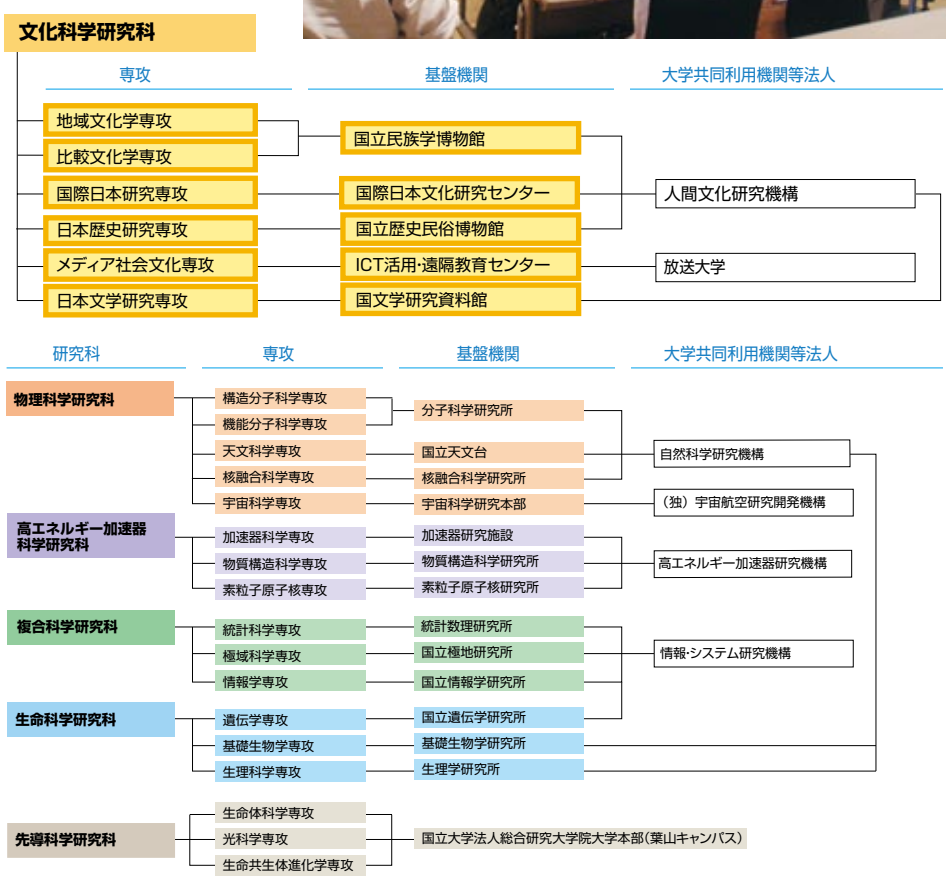 文化科学研究科
専攻
基盤機関
大学共同利用機関等法人
地域文化学専攻
比較文化学専攻
国立民族学博物館
国際日本研究専攻
国際日本文化研究センター
人間文化研究機構
日本歴史研究専攻
国立歴史民俗博物館
メディア社会文化専攻
ICT活用・遠隔教育センター
放送大学
日本文学研究専攻
国文学研究資料館
研究科
専攻
基盤機関
大学共同利用機関等法人
物理科学研究科
構造分子科学専攻
機能分子科学専攻
分子科学研究所
天文科学専攻
国立天文台
自然科学研究機構
核融合科学専攻
核融合科学研究所
宇宙科学専攻
宇宙科学研究本部
（独）宇宙航空研究開発機構
高エネルギー加速器
科学研究科
加速器科学専攻
加速器研究施設
物質構造科学専攻
物質構造科学研究所
高エネルギー加速器研究機構
素粒子原子核専攻
素粒子原子核研究所
複合科学研究科
統計科学専攻
統計数理研究所
極域科学専攻
国立極地研究所
情報・システム研究機構
情報学専攻
国立情報学研究所
生命科学研究科
遺伝学専攻
国立遺伝学研究所
基礎生物学専攻
基礎生物学研究所
生理科学専攻
生理学研究所
先導科学研究科
生命体科学専攻
光科学専攻
国立大学法人総合研究大学院大学本部（葉山キャンパス）
生命共生体進化学専攻